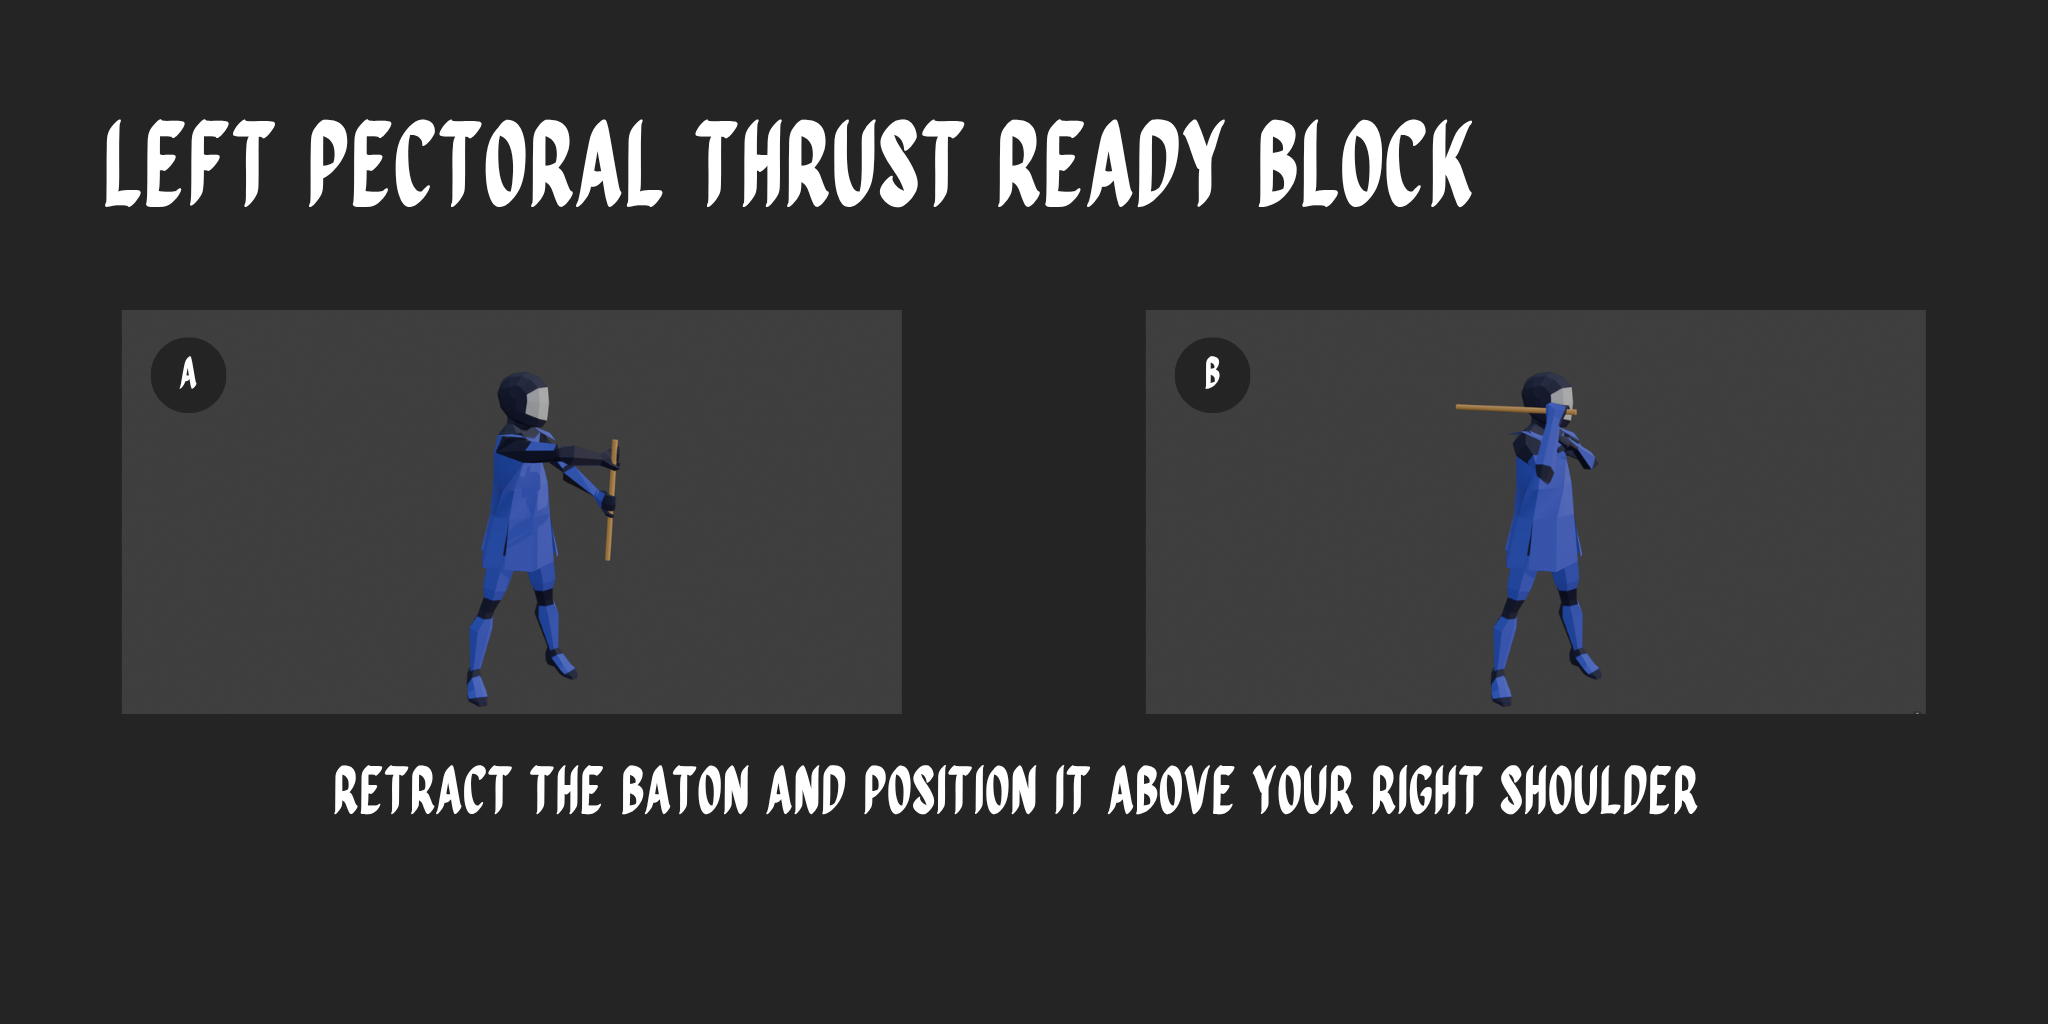 LEFT PECTORAL THRUST READY BLOCK
A
B
RETRACT THE BATON AND POSITION IT ABOVE YOUR RIGHT SHOULDER